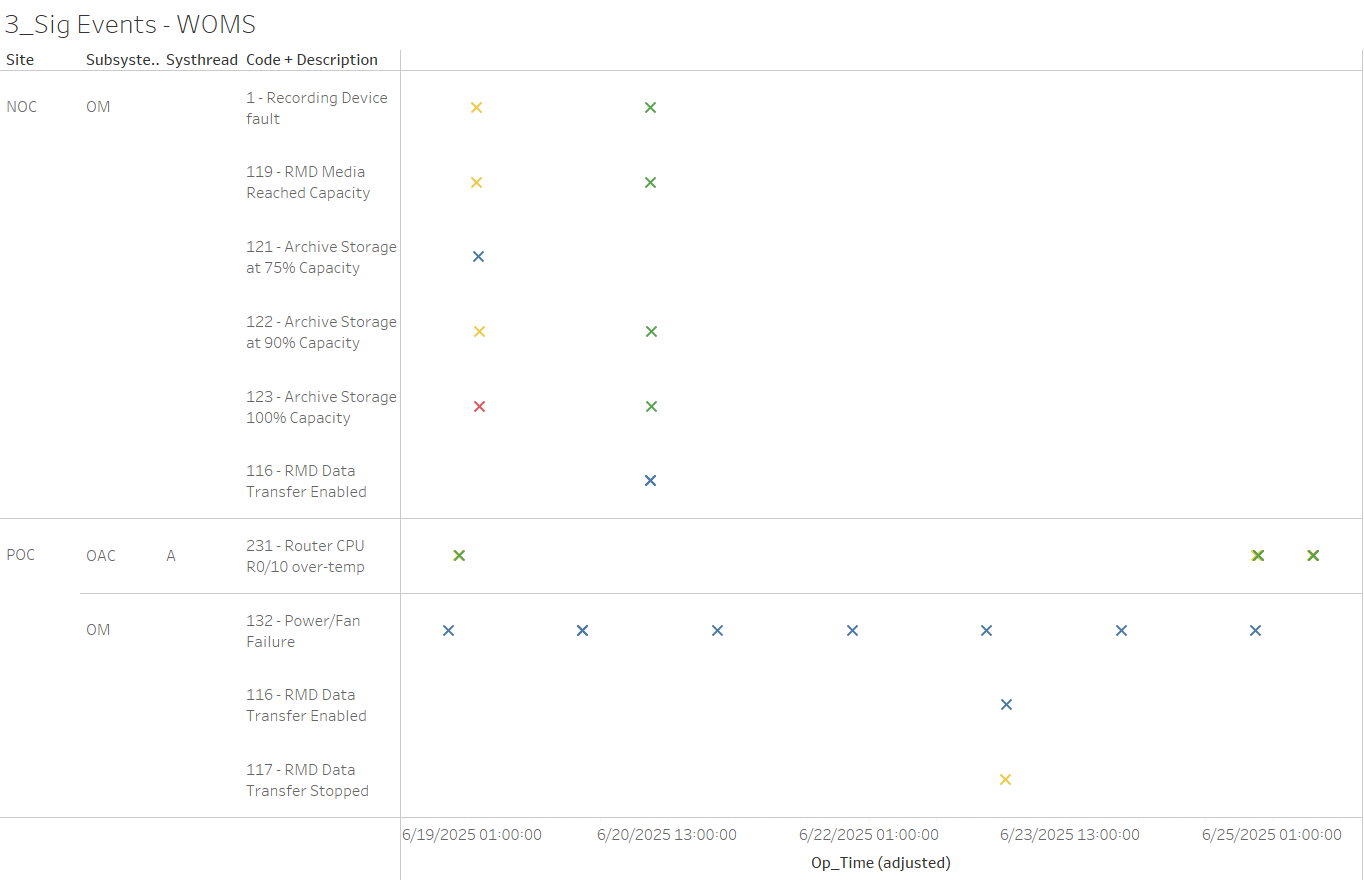 3_Sig Events - WOMS
Site Subsyste.. Systhread Code + Description
NOC OM 1 - Recording Device
fault
119 - RMD Media
Reached Capacity
121 - Archive Storage
at 75% Capacity
122 - Archive Storage
at 90% Capacity
123 - Archive Storage
100% Capacity
116 - RMD Data
Transfer Enabled
POC OAC A 231 - Router CPU
R0/10 over-temp
OM 132 - Power/Fan
Failure
116 - RMD Data
Transfer Enabled
117 - RMD Data
Transfer Stopped
6/19/2025 01:00:00 6/20/2025 13:00:00 6/22/2025 01:00:00 6/23/2025 13:00:00 6/25/2025 01:00:00
Op_Time (adjusted)